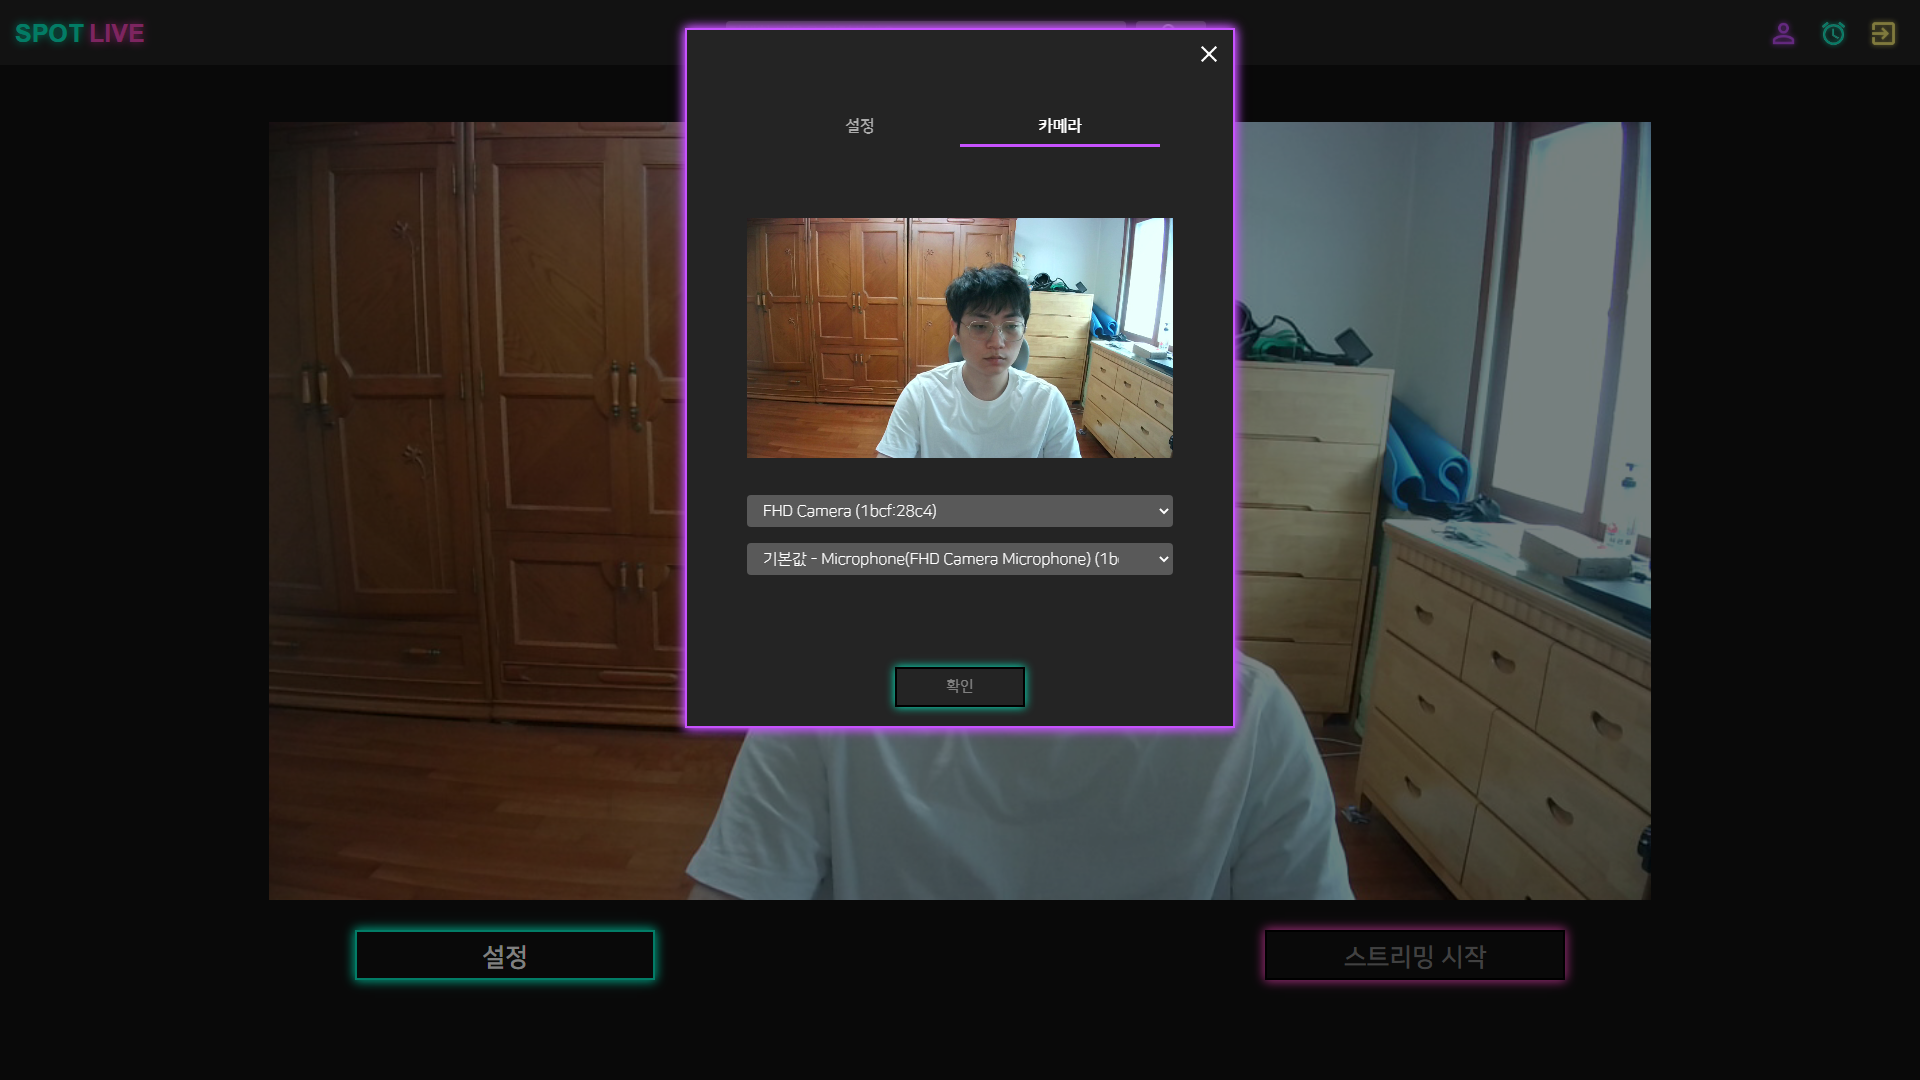 SPOT LIVE
설정
카메라
FHD Camera (1bcf:28c4)
기본값 - Microphone(FHD Camera Microphone) (1b
확인
설정
스트리밍 시작